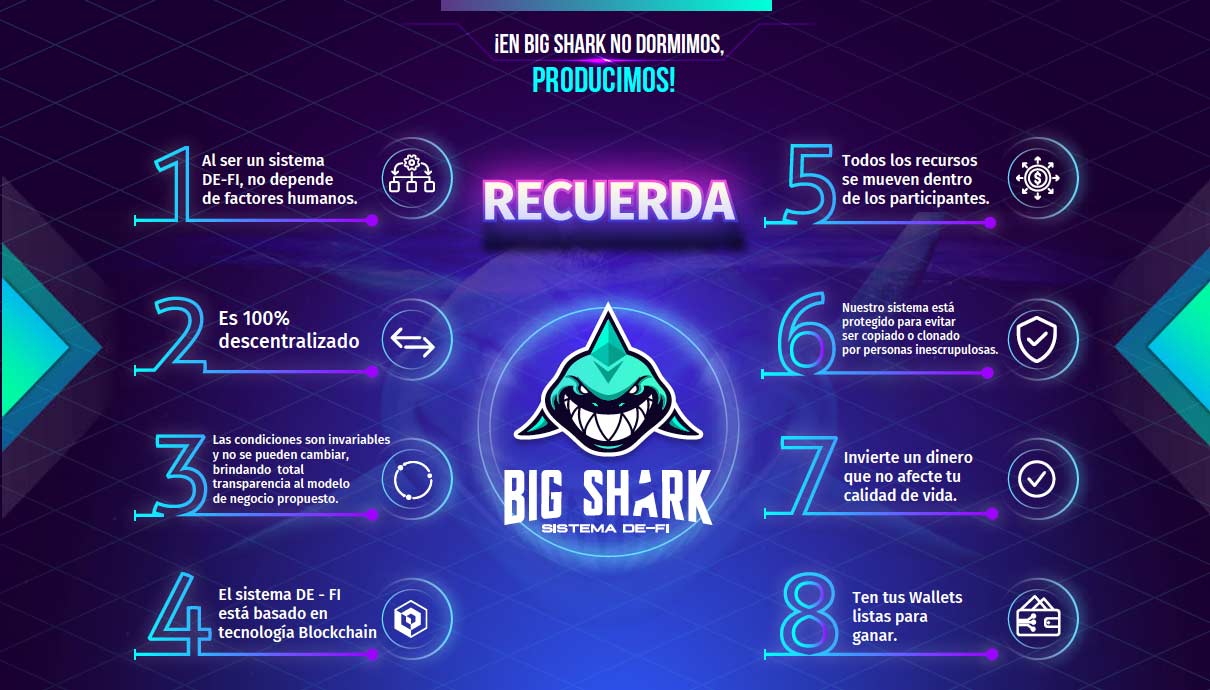 ¡EN BIG SHARK NO DORMIMOS,
PRODUCIMOS!
RECUERDA
1
Al ser un sistema
DE-FI, no depende
de factores humanos.
2
Es 100%
descentralizado
3
Las condiciones son invariables
y no se pueden cambiar,
brindando total
transparencia al modelo
de negocio propuesto.
4
El sistema DE - FI
está basado en
tecnología Blockchain
BIG SHARK
SISTEMA DE-FI
5
Todos los recursos
se mueven dentro
de los participantes.
6
Nuestro sistema está
protegido para evitar
ser copiado o clonado
por personas inescrupulosas.
7
Invierte un dinero
que no afecte tu
calidad de vida.
8
Ten tus Wallets
listas para
ganar.